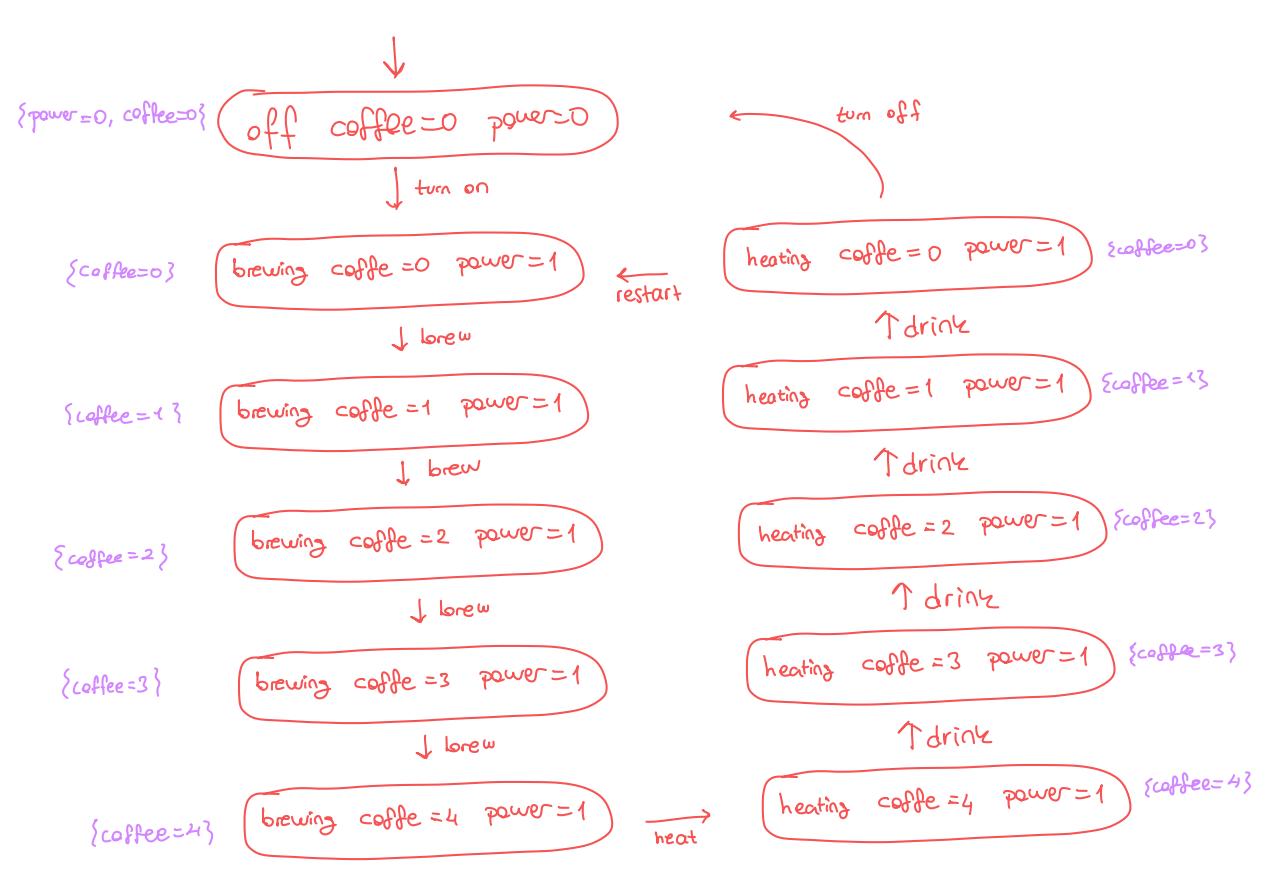 turn off
{power=0, coffee=0} off coffee=0 power=0
turn on
{coffee=0} brewing coffe=0 power=1 heating coffe=0 power=1 {coffee=0}
restart
brew drink
{coffee=1} brewing coffe=1 power=1 heating coffe=1 power=1 {coffee=1}
brew drink
{coffee=2} brewing coffe=2 power=1 heating coffe=2 power=1 {coffee=2}
brew drink
{coffee=3} brewing coffe=3 power=1 heating coffe=3 power=1 {coffee=3}
brew drink
{coffee=4} brewing coffe=4 power=1 heating coffe=4 power=1 {coffee=4}
heat